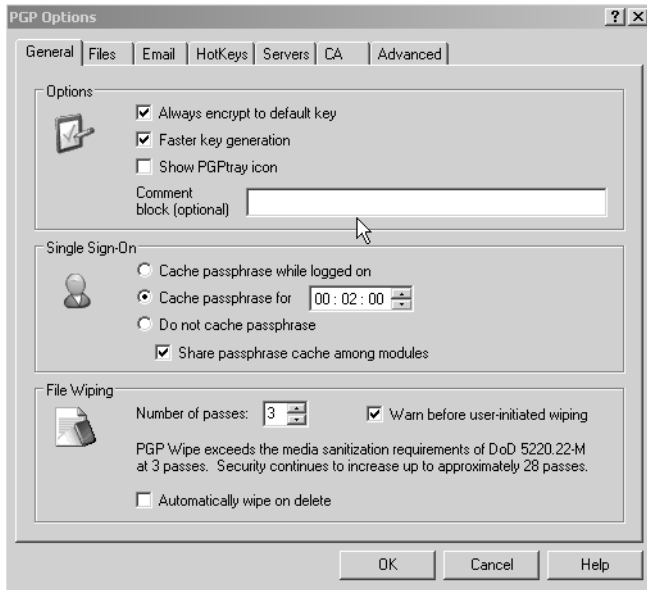 PGP Options
General Files Email HotKeys Servers CA Advanced
Options
Always encrypt to default key
Faster key generation
Show PGPtray icon
Comment
block (optional)
Single Sign-On
Cache passphrase while logged on
Cache passphrase for 00 : 02 : 00
Do not cache passphrase
Share passphrase cache among modules
File Wiping
Number of passes: 3 Warn before user-initiated wiping
PGP Wipe exceeds the media sanitization requirements of DoD 5220.22-M
at 3 passes. Security continues to increase up to approximately 28 passes.
Automatically wipe on delete
OK Cancel Help